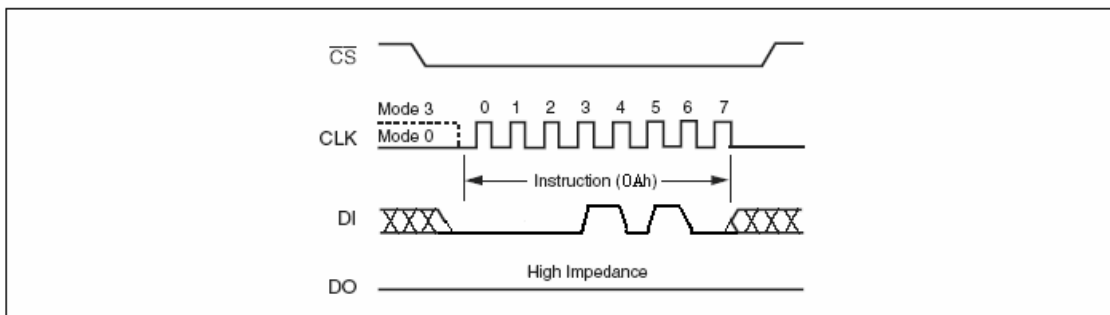 CS
Mode 3
0 1 2 3 4 5 6 7
CLK
Mode 0
Instruction (0Ah)
DI
High Impedance
DO